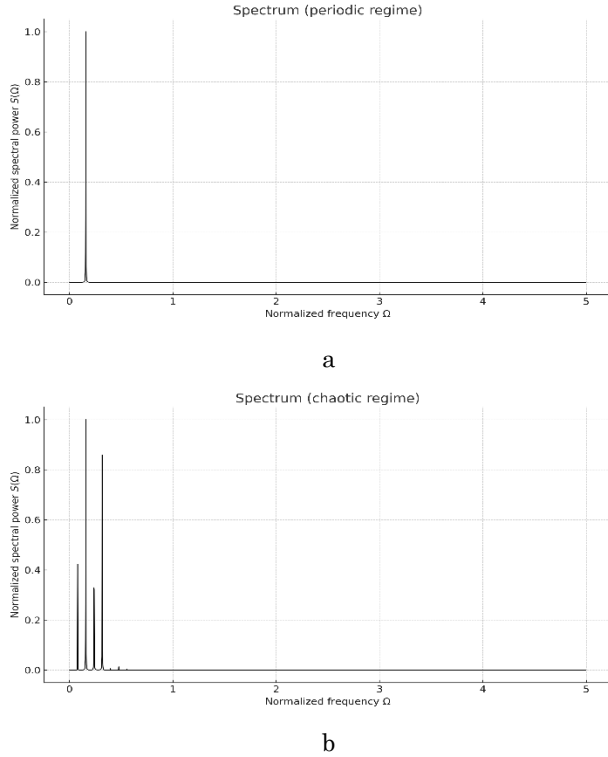 Spectrum (periodic regime)
Normalized spectral power S(Ω)
1.0
0.8
0.6
0.4
0.2
0.0
0 1 2 3 4 5
Normalized frequency Ω
a
Spectrum (chaotic regime)
Normalized spectral power S(Ω)
1.0
0.8
0.6
0.4
0.2
0.0
0 1 2 3 4 5
Normalized frequency Ω
b